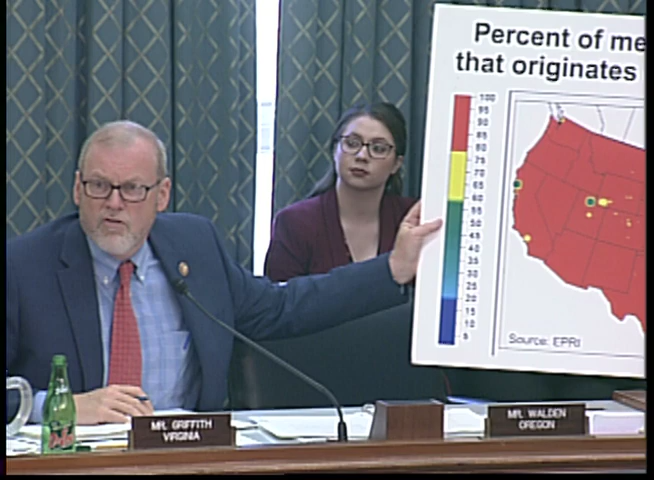 Percent of me
that originates
100
95
90
85
80
75
70
65
60
55
50
45
40
35
30
25
20
15
10
5
Source: EPRI
MR. GRIFFITH
VIRGINIA
MR. WALDEN
OREGON